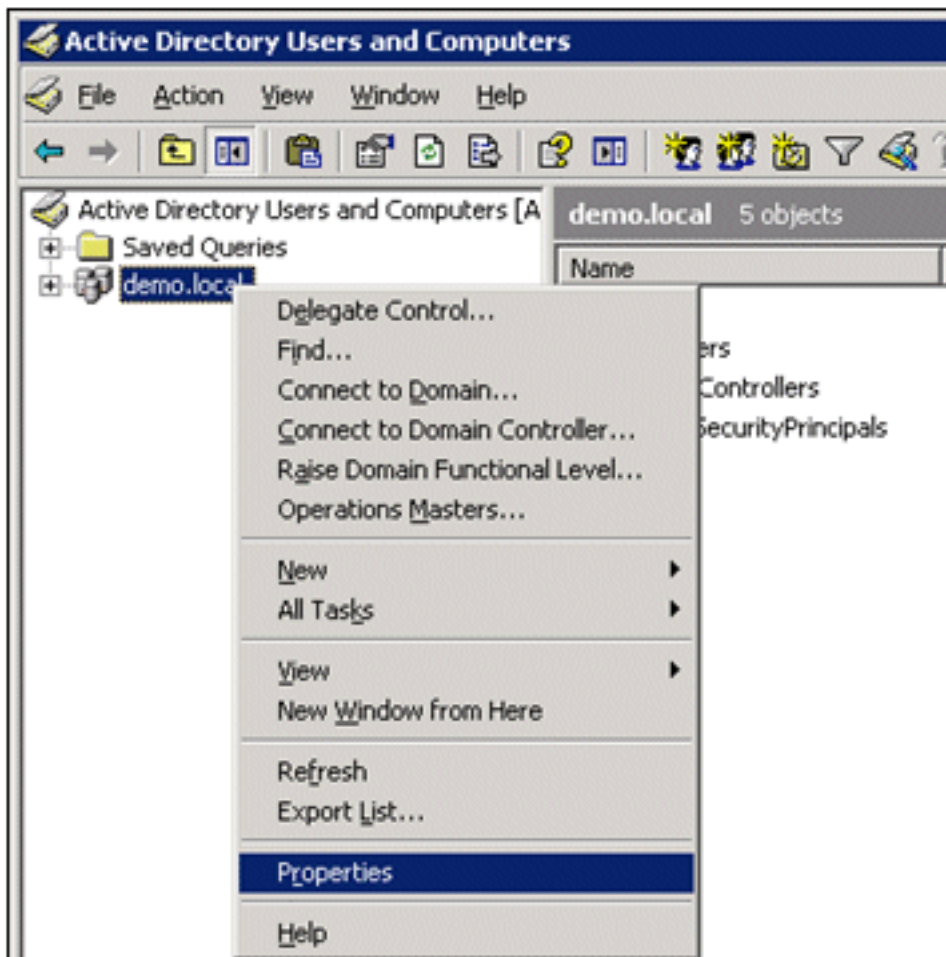 Active Directory Users and Computers
File Action View Window Help
Active Directory Users and Computers [A
demo.local 5 objects
Saved Queries
Name
demo.local
Delegate Control...
Find...
ers
Connect to Domain...
Controllers
Connect to Domain Controller...
SecurityPrincipals
Raise Domain Functional Level...
Operations Masters...
New
All Tasks
View
New Window from Here
Refresh
Export List...
Properties
Help